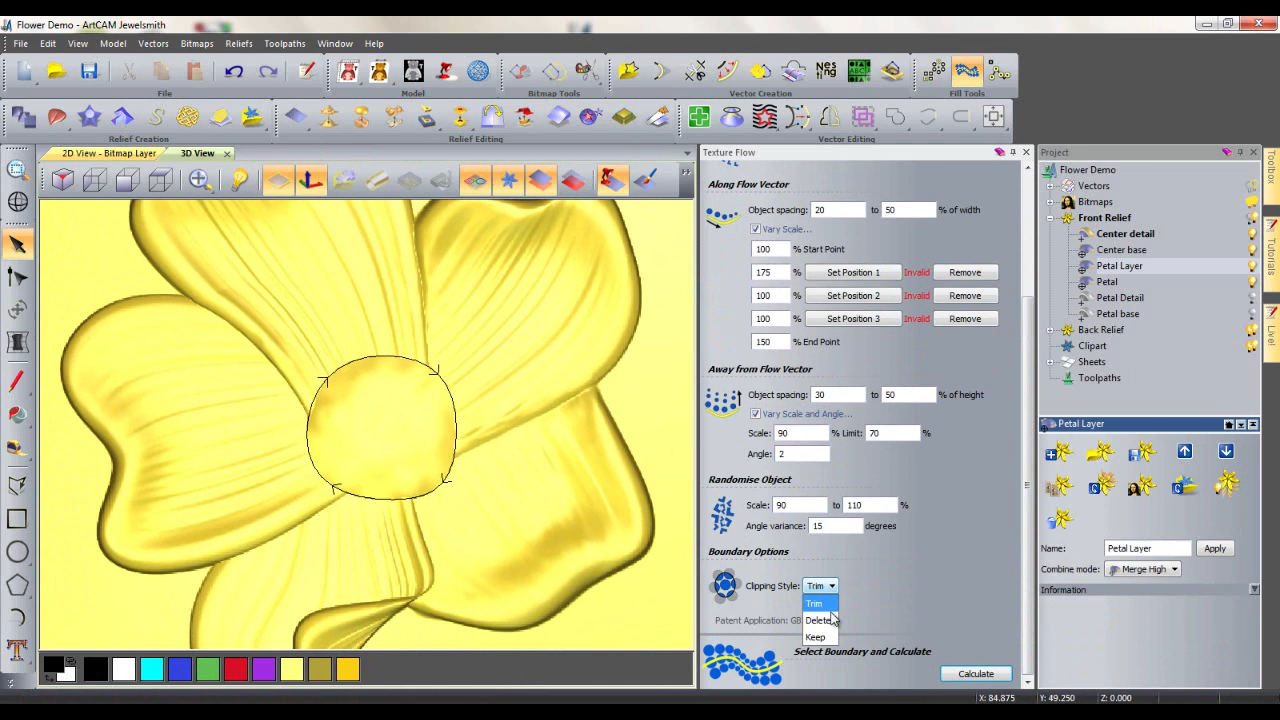 Flower Demo - ArtCAM Jewelsmith
File Edit View Model Vectors Bitmaps Reliefs Toolpaths Window Help
File Model Bitmap Tools Vector Creation Fill Tools
Relief Creation Relief Editing Vector Editing
2D View - Bitmap Layer 3D View
Texture Flow
Along Flow Vector
Object spacing: 20 to 50 % of width
Vary Scale...
100 % Start Point
175 % Set Position 1 Invalid Remove
100 % Set Position 2 Invalid Remove
100 % Set Position 3 Invalid Remove
150 % End Point
Away from Flow Vector
Object spacing: 30 to 50 % of height
Vary Scale and Angle...
Scale: 90 % Limit: 70 %
Angle: 2
Randomise Object
Scale: 90 to 110 %
Angle variance: 15 degrees
Boundary Options
Clipping Style: Trim
Trim
Delete
Keep
Patent Application: GB
Select Boundary and Calculate
Calculate
Project
Flower Demo
Vectors
Bitmaps
Front Relief
Center detail
Center base
Petal Layer
Petal
Petal Detail
Petal base
Back Relief
Clipart
Sheets
Toolpaths
Petal Layer
Name: Petal Layer Apply
Combine mode: Merge High
Information
Toolbox
Tutorials
Live!
X: 84.875 Y: 49.250 Z: 0.000